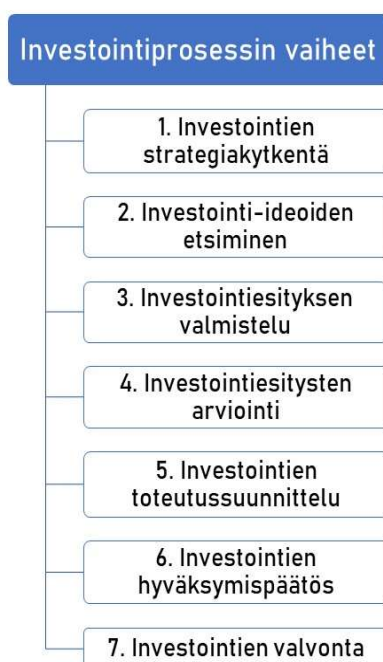 Investointiprosessin vaiheet
1. Investointien
strategiakytkentä
2. Investointi-ideoiden
etsiminen
3. Investointiesityksen
valmistelu
4. Investointiesitysten
arviointi
5. Investointien
toteutussuunnittelu
6. Investointien
hyväksymispäätös
7. Investointien valvonta